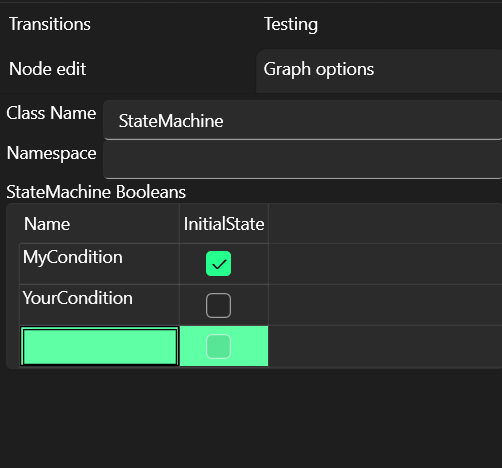 Transitions Testing
Node edit Graph options
Class Name StateMachine
Namespace
StateMachine Booleans
Name InitialState
MyCondition
YourCondition